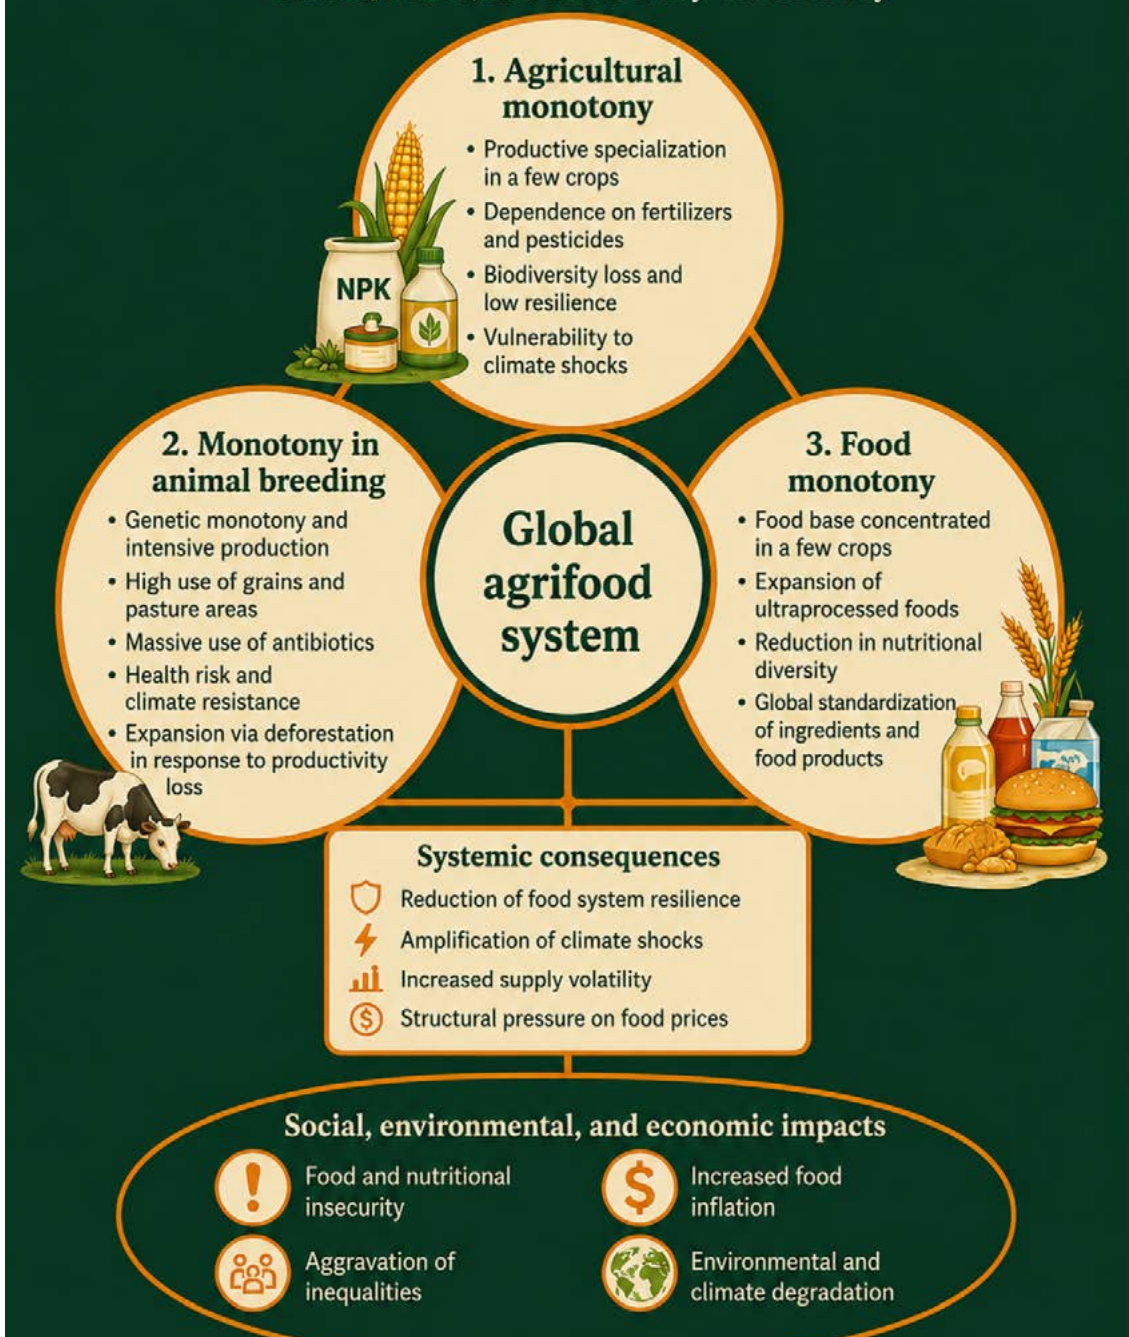 1. Agricultural
monotony
• Productive specialization
in a few crops
• Dependence on fertilizers
and pesticides
• Biodiversity loss and
low resilience
• Vulnerability to
climate shocks
NPK
2. Monotony in
animal breeding
• Genetic monotony and
intensive production
• High use of grains and
pasture areas
• Massive use of antibiotics
• Health risk and
climate resistance
• Expansion via deforestation
in response to productivity
loss
Global
agrifood
system
3. Food
monotony
• Food base concentrated
in a few crops
• Expansion of
ultraprocessed foods
• Reduction in nutritional
diversity
• Global standardization
of ingredients and
food products
Systemic consequences
Reduction of food system resilience
Amplification of climate shocks
Increased supply volatility
$
Structural pressure on food prices
Social, environmental, and economic impacts
!
Food and nutritional
insecurity
$
Increased food
inflation
Aggravation of
inequalities
Environmental and
climate degradation